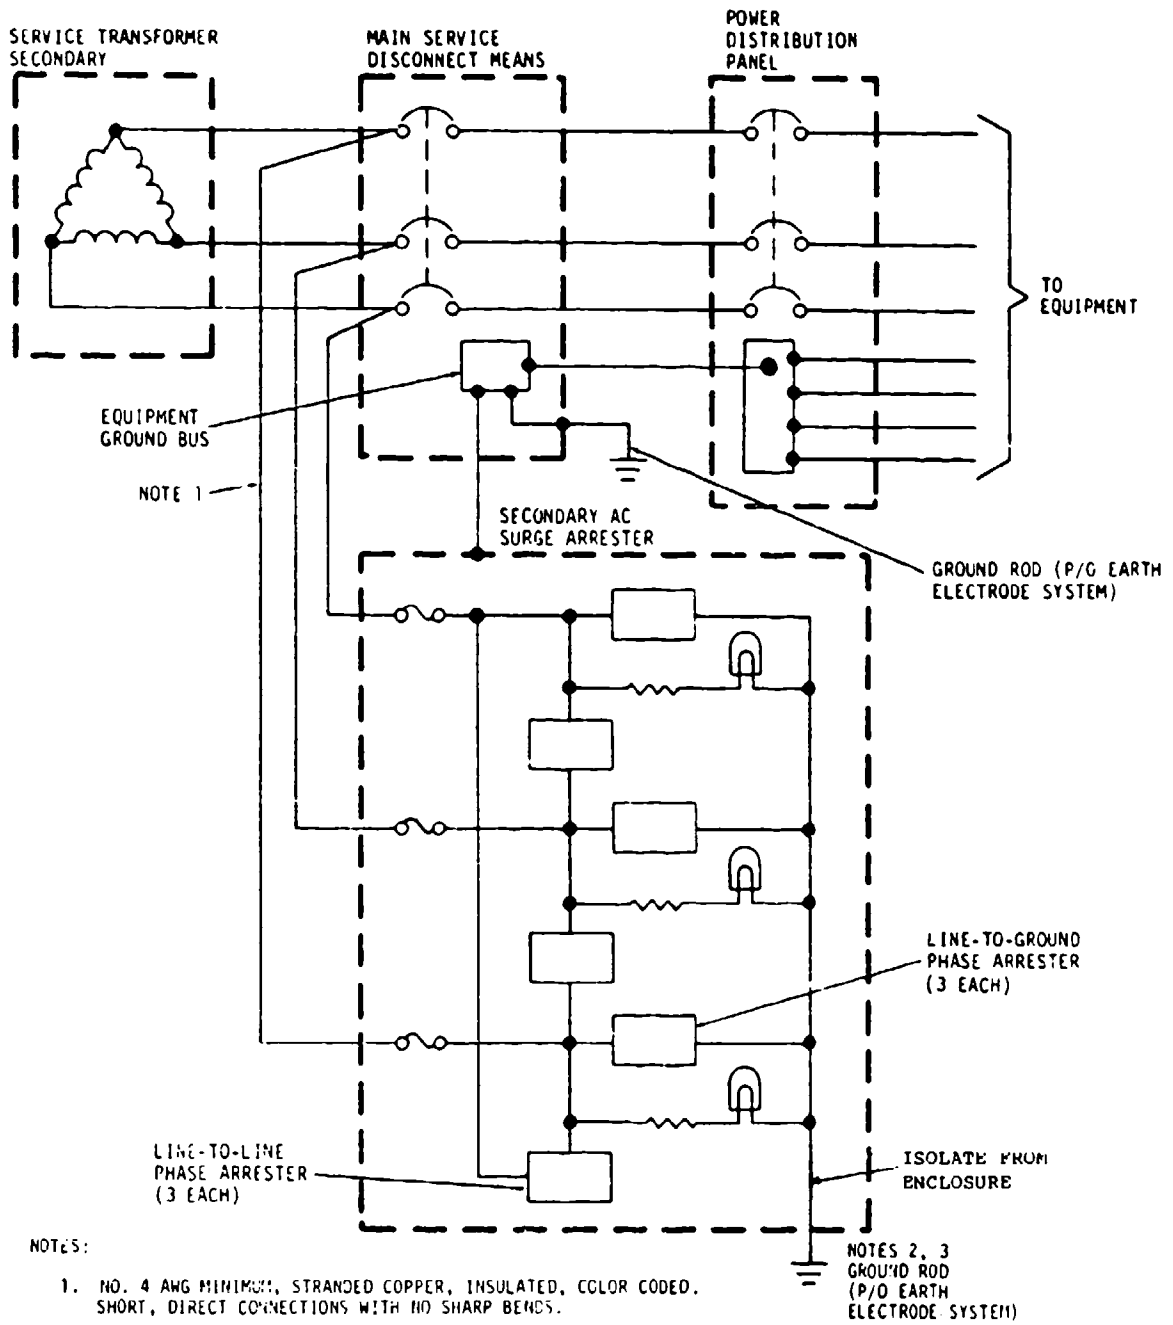 SERVICE TRANSFORMER
SECONDARY
MAIN SERVICE
DISCONNECT MEANS
POWER
DISTRIBUTION
PANEL
TO
EQUIPMENT
EQUIPMENT
GROUND BUS
NOTE 1
SECONDARY AC
SURGE ARRESTER
GROUND ROD (P/O EARTH
ELECTRODE SYSTEM)
LINE-TO-GROUND
PHASE ARRESTER
(3 EACH)
LINE-TO-LINE
PHASE ARRESTER
(3 EACH)
ISOLATE FROM
ENCLOSURE
NOTES:
1. NO. 4 AWG MINIMUM, STRANDED COPPER, INSULATED, COLOR CODED.
SHORT, DIRECT CONNECTIONS WITH NO SHARP BENDS.
NOTES 2, 3
GROUND ROD
(P/O EARTH
ELECTRODE SYSTEM)